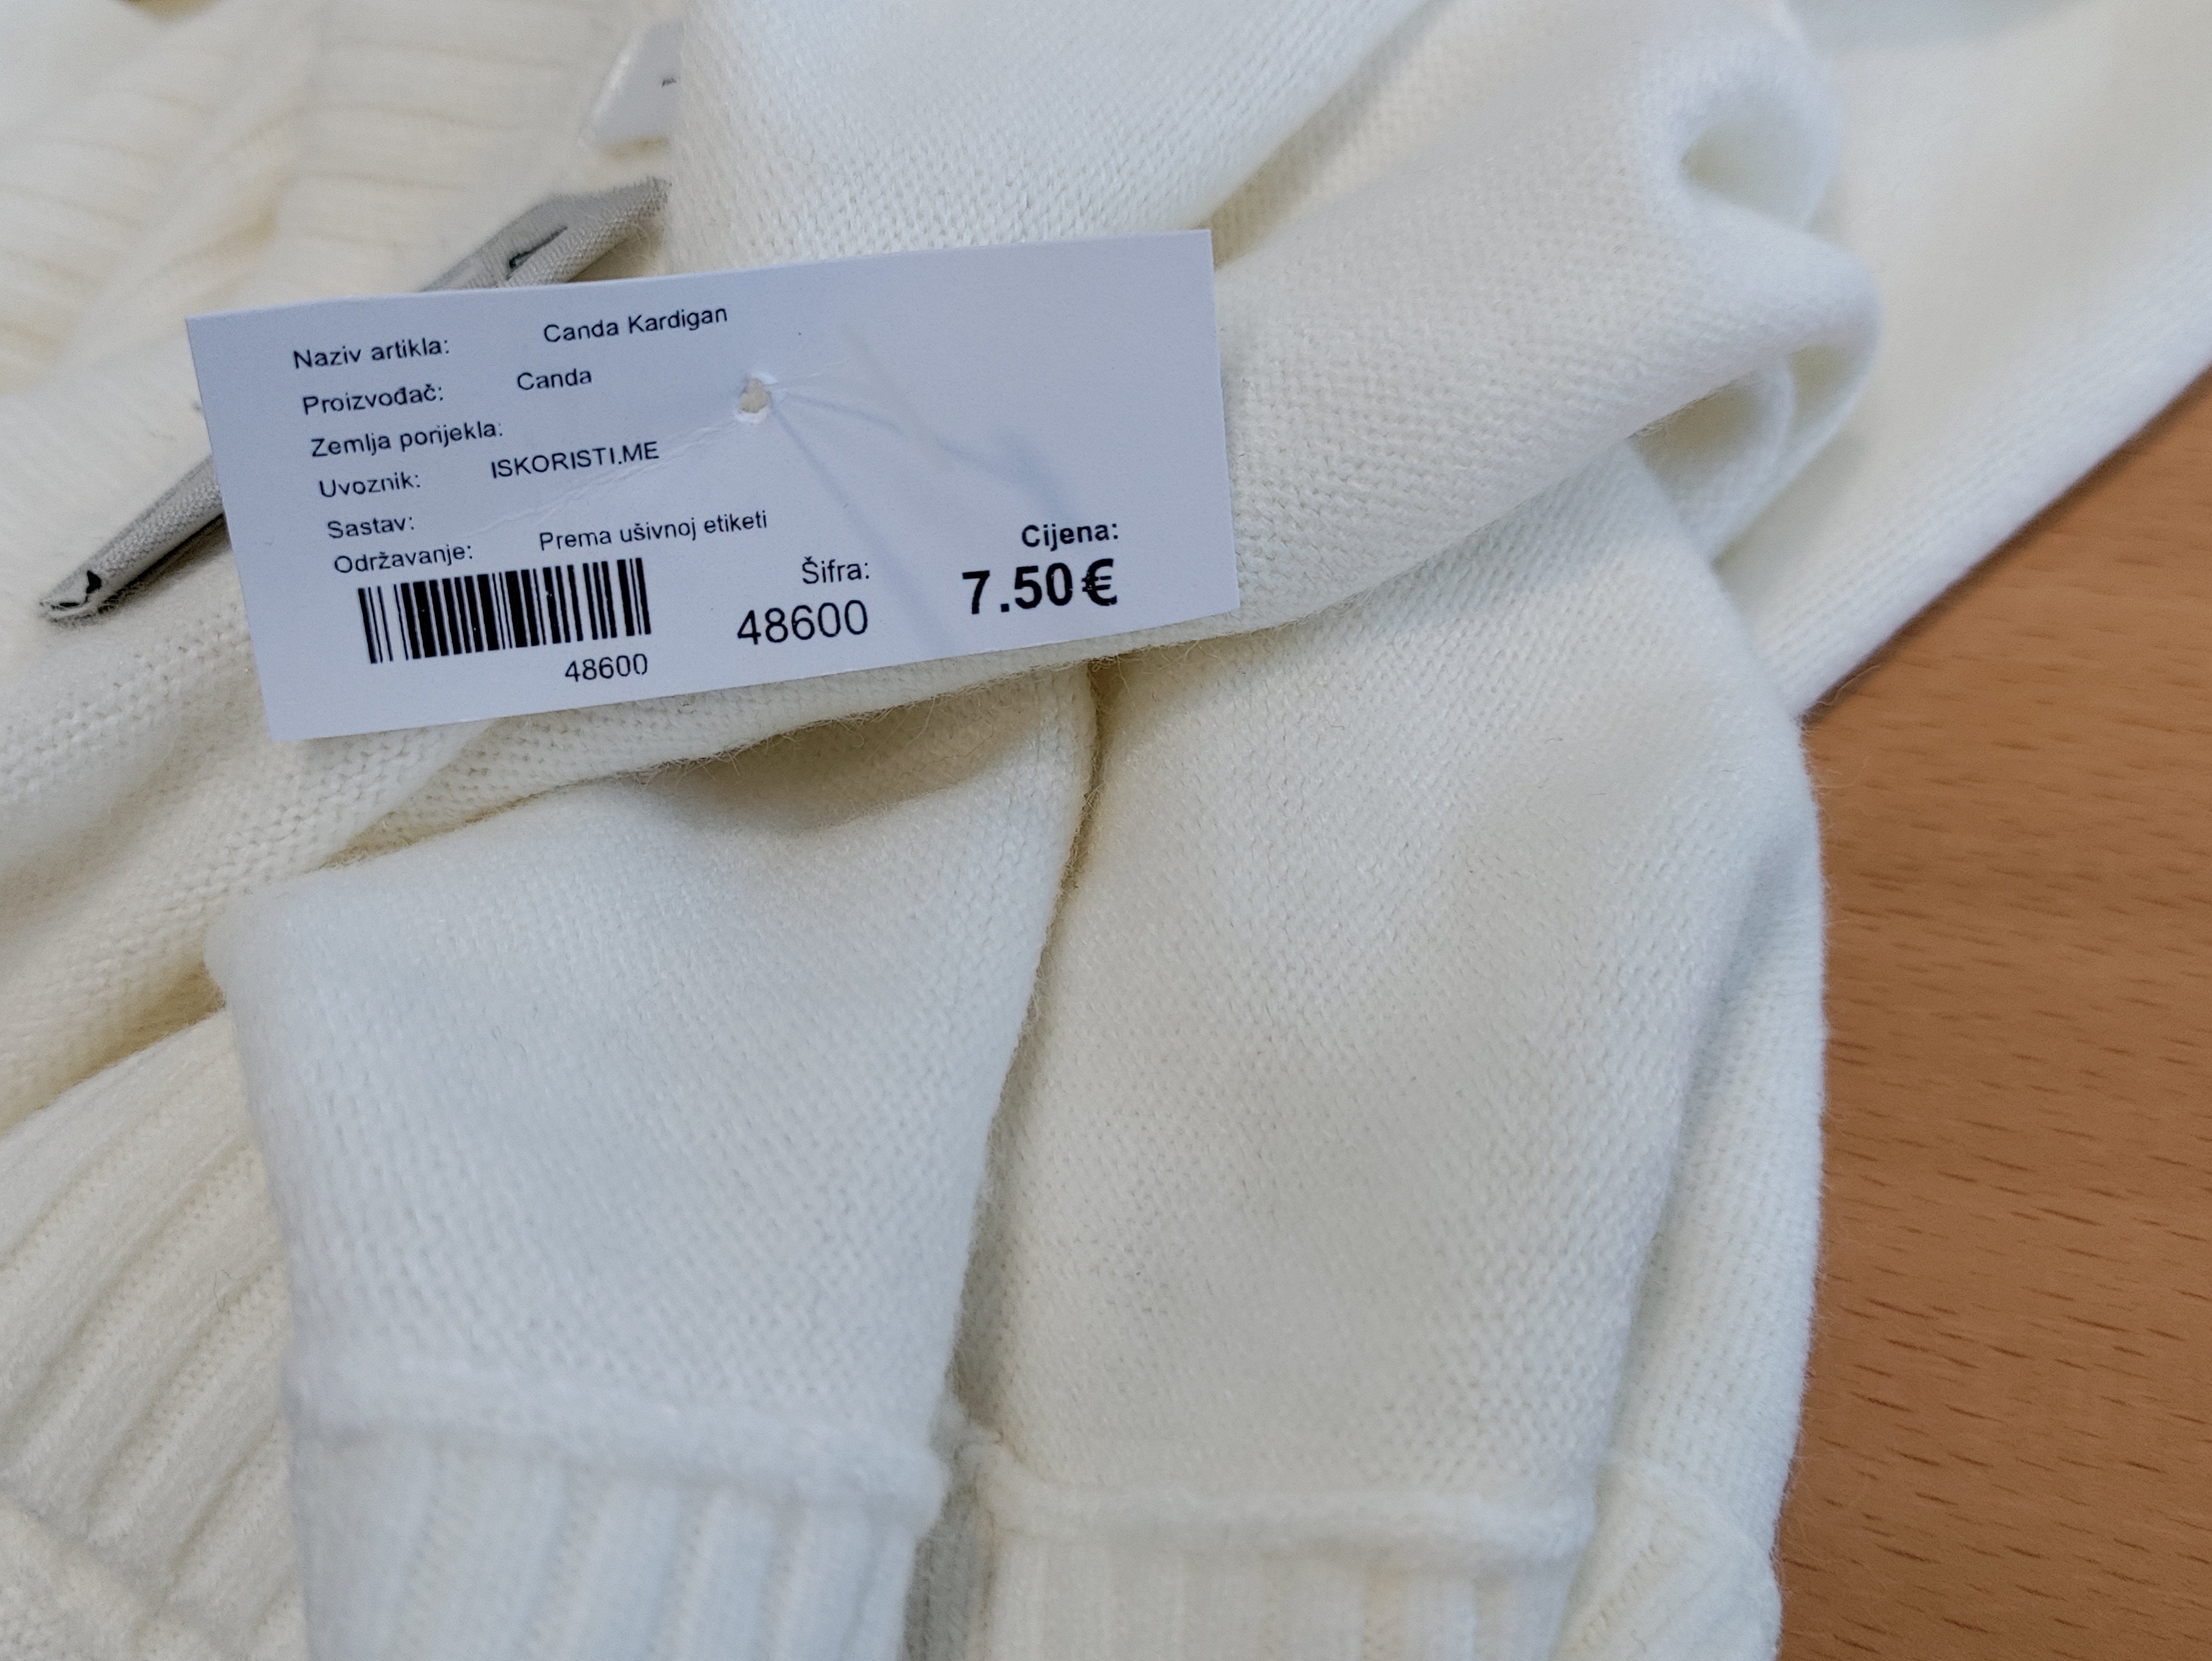 Naziv artikla: Canda Kardigan
Proizvođač: Canda
Zemlja porijekla:
Uvoznik: ISKORISTI.ME
Sastav:
Održavanje: Prema ušivnoj etiketi
48600
Šifra:
48600
Cijena:
7.50€